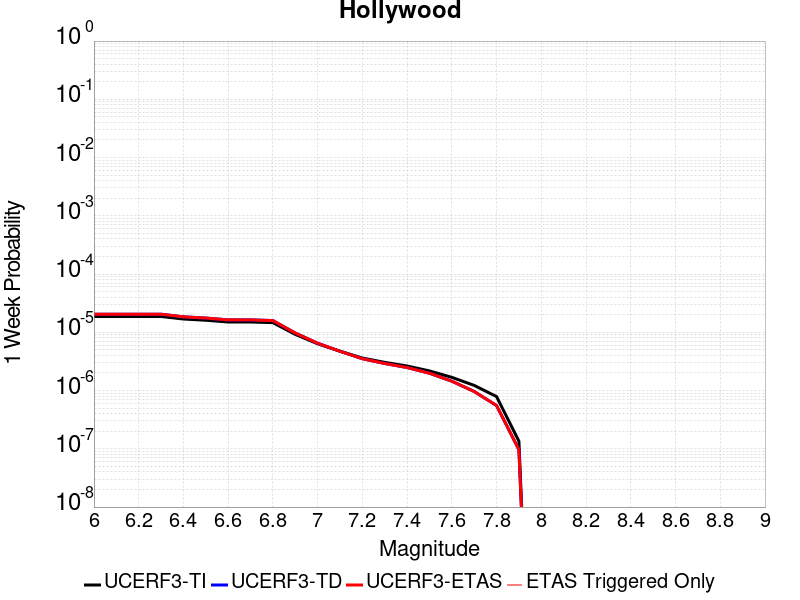 Hollywood
10^0
10^-1
10^-2
10^-3
10^-4
10^-5
10^-6
10^-7
10^-8
1 Week Probability
6 6.2 6.4 6.6 6.8 7 7.2 7.4 7.6 7.8 8 8.2 8.4 8.6 8.8 9
Magnitude
UCERF3-TI UCERF3-TD UCERF3-ETAS ETAS Triggered Only